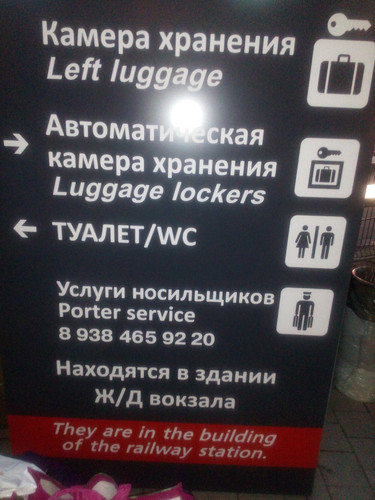 Камера хранения
Left luggage
Автоматическая
камера хранения
Luggage lockers
ТУАЛЕТ/WC
Услуги носильщиков
Porter service
8 938 465 92 20
Находятся в здании
Ж/Д вокзала
They are in the building
of the railway station.